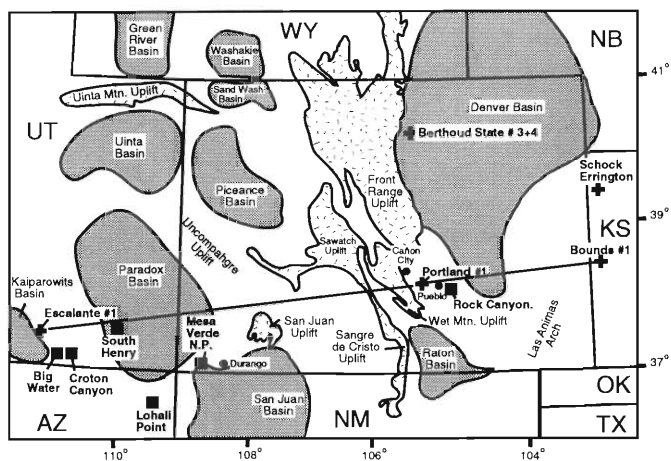 WY
NB
Green
River
Basin
Washakie
Basin
41°
Uinta Mtn. Uplift
Sand Wash
Basin
Denver Basin
UT
Berthoud State # 3+4
Uinta
Basin
Schock
Errington
Piceance
Basin
Front
Range
Uplift
39°
KS
Uncompahgre
Uplift
Sawatch
Uplift
Cañon
City
Bounds #1
Kaiparowits
Basin
Paradox
Basin
Portland #1
Pueblo
Rock Canyon.
Escalante #1
South
Henry
Mesa
Verde
N.P.
San Juan
Uplift
Wet Mtn. Uplift
Sangre
de Cristo
Uplift
Las Animas
Arch
Big
Water
Croton
Canyon
Durango
Raton
Basin
37°
AZ
Lohali
Point
San Juan
Basin
NM
OK
TX
110°
108°
106°
104°